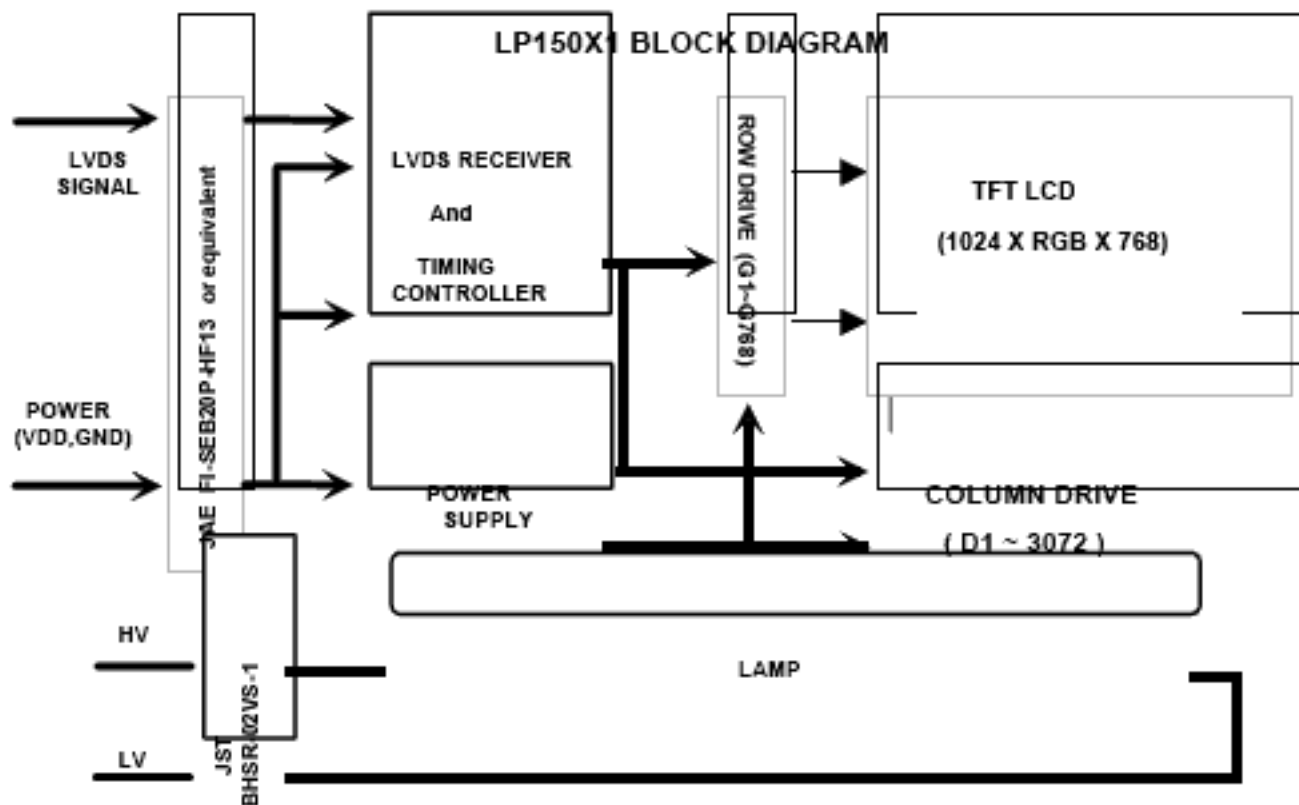 LP150X1 BLOCK DIAGRAM
LVDS
SIGNAL
POWER
(VDD,GND)
JAE FI-SEB20P-HF13 or equivalent
LVDS RECEIVER
And
TIMING
CONTROLLER
ROW DRIVE (G1~G768)
TFT LCD
(1024 X RGB X 768)
POWER
SUPPLY
COLUMN DRIVE
( D1 ~ 3072 )
HV
LV
JST
BHSR-02VS-1
LAMP